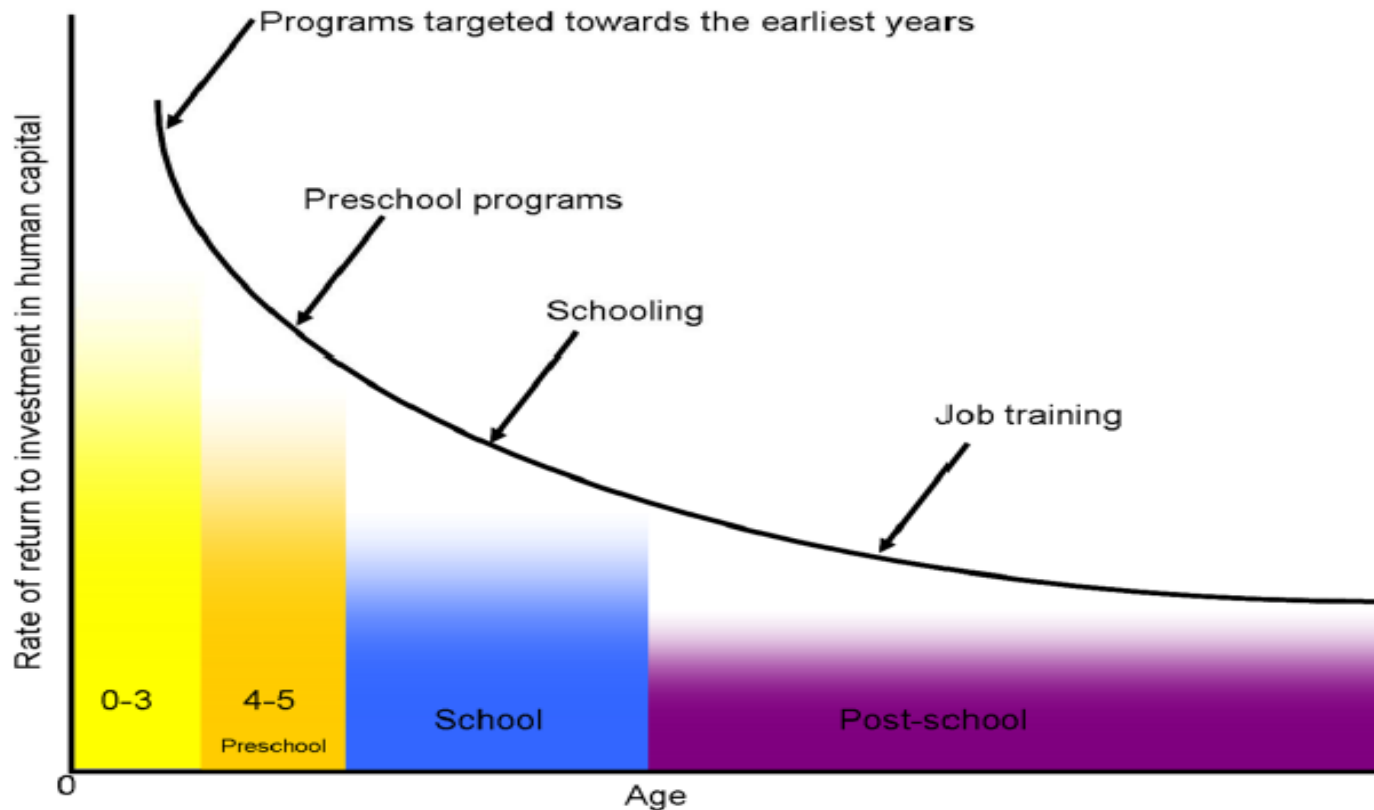 Programs targeted towards the earliest years
Preschool programs
Schooling
Job training
Rate of return to investment in human capital
0-3
4-5
Preschool
School
Post-school
0
Age